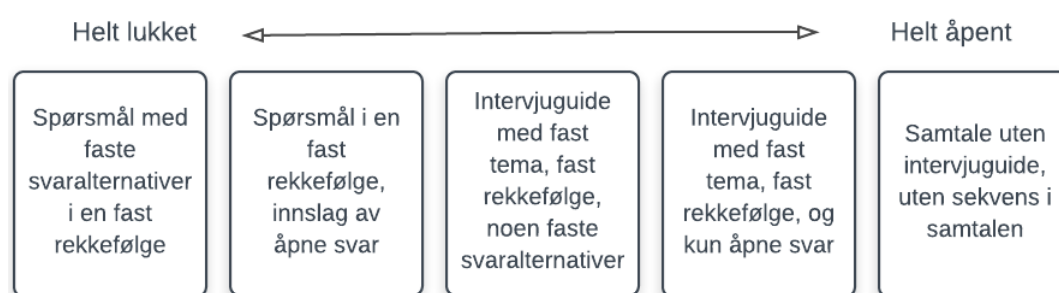 Helt lukket
Helt åpent
Spørsmål med
faste
svaralternativer
i en fast
rekkefølge
Spørsmål i en
fast
rekkefølge,
innslag av
åpne svar
Intervjuguide
med fast
tema, fast
rekkefølge,
noen faste
svaralternativer
Intervjuguide
med fast
tema, fast
rekkefølge, og
kun åpne svar
Samtale uten
intervjuguide,
uten sekvens i
samtalen